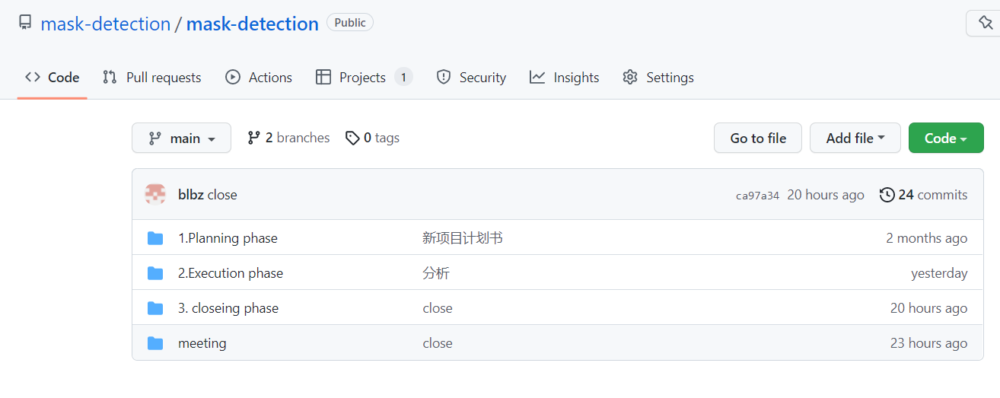 mask-detection / mask-detection Public
Code Pull requests Actions Projects 1 Security Insights Settings
main 2 branches 0 tags Go to file Add file Code
blbz close ca97a34 20 hours ago 24 commits
1.Planning phase 新项目计划书 2 months ago
2.Execution phase 分析 yesterday
3. closeing phase close 20 hours ago
meeting close 23 hours ago